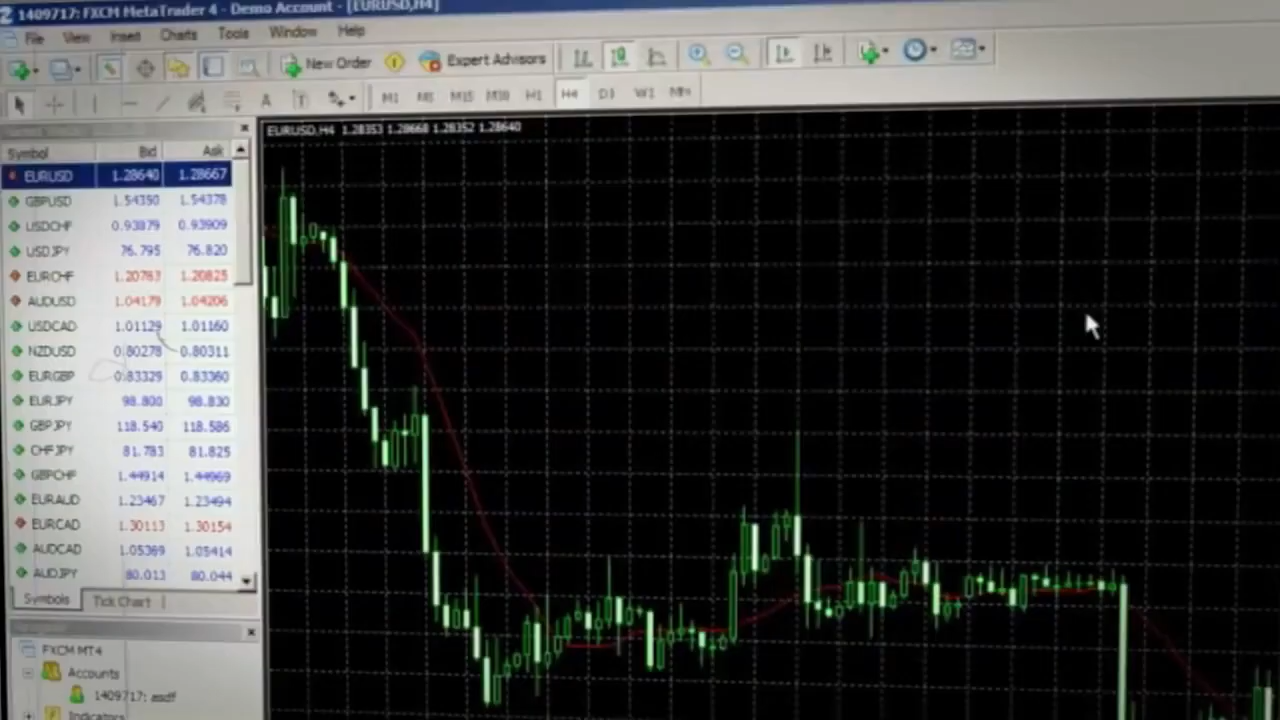 1409717: FXCM MetaTrader 4 - Demo Account - [EURUSD,H4]
File View Insert Charts Tools Window Help
New Order Expert Advisors
A T M1 M5 M15 M30 H1 H4 D1 W1 MN
EURUSD,H4 1.28353 1.28668 1.28352 1.28640
Symbol Bid Ask
EURUSD 1.28640 1.28667
GBPUSD 1.54350 1.54378
USDCHF 0.93879 0.93909
USDJPY 76.795 76.820
EURCHF 1.20763 1.20825
AUDUSD 1.04179 1.04206
USDCAD 1.01129 1.01160
NZDUSD 0.80278 0.80311
EURGBP 0.83329 0.83360
EURJPY 98.800 98.830
GBPJPY 118.540 118.586
CHFJPY 81.783 81.825
GBPCHF 1.44914 1.44969
EURAUD 1.23467 1.23494
EURCAD 1.30113 1.30154
AUDCAD 1.05369 1.05414
AUDJPY 80.013 80.044
Symbols Tick Chart
FXCM MT4
Accounts
1409717: asdf
Indicators